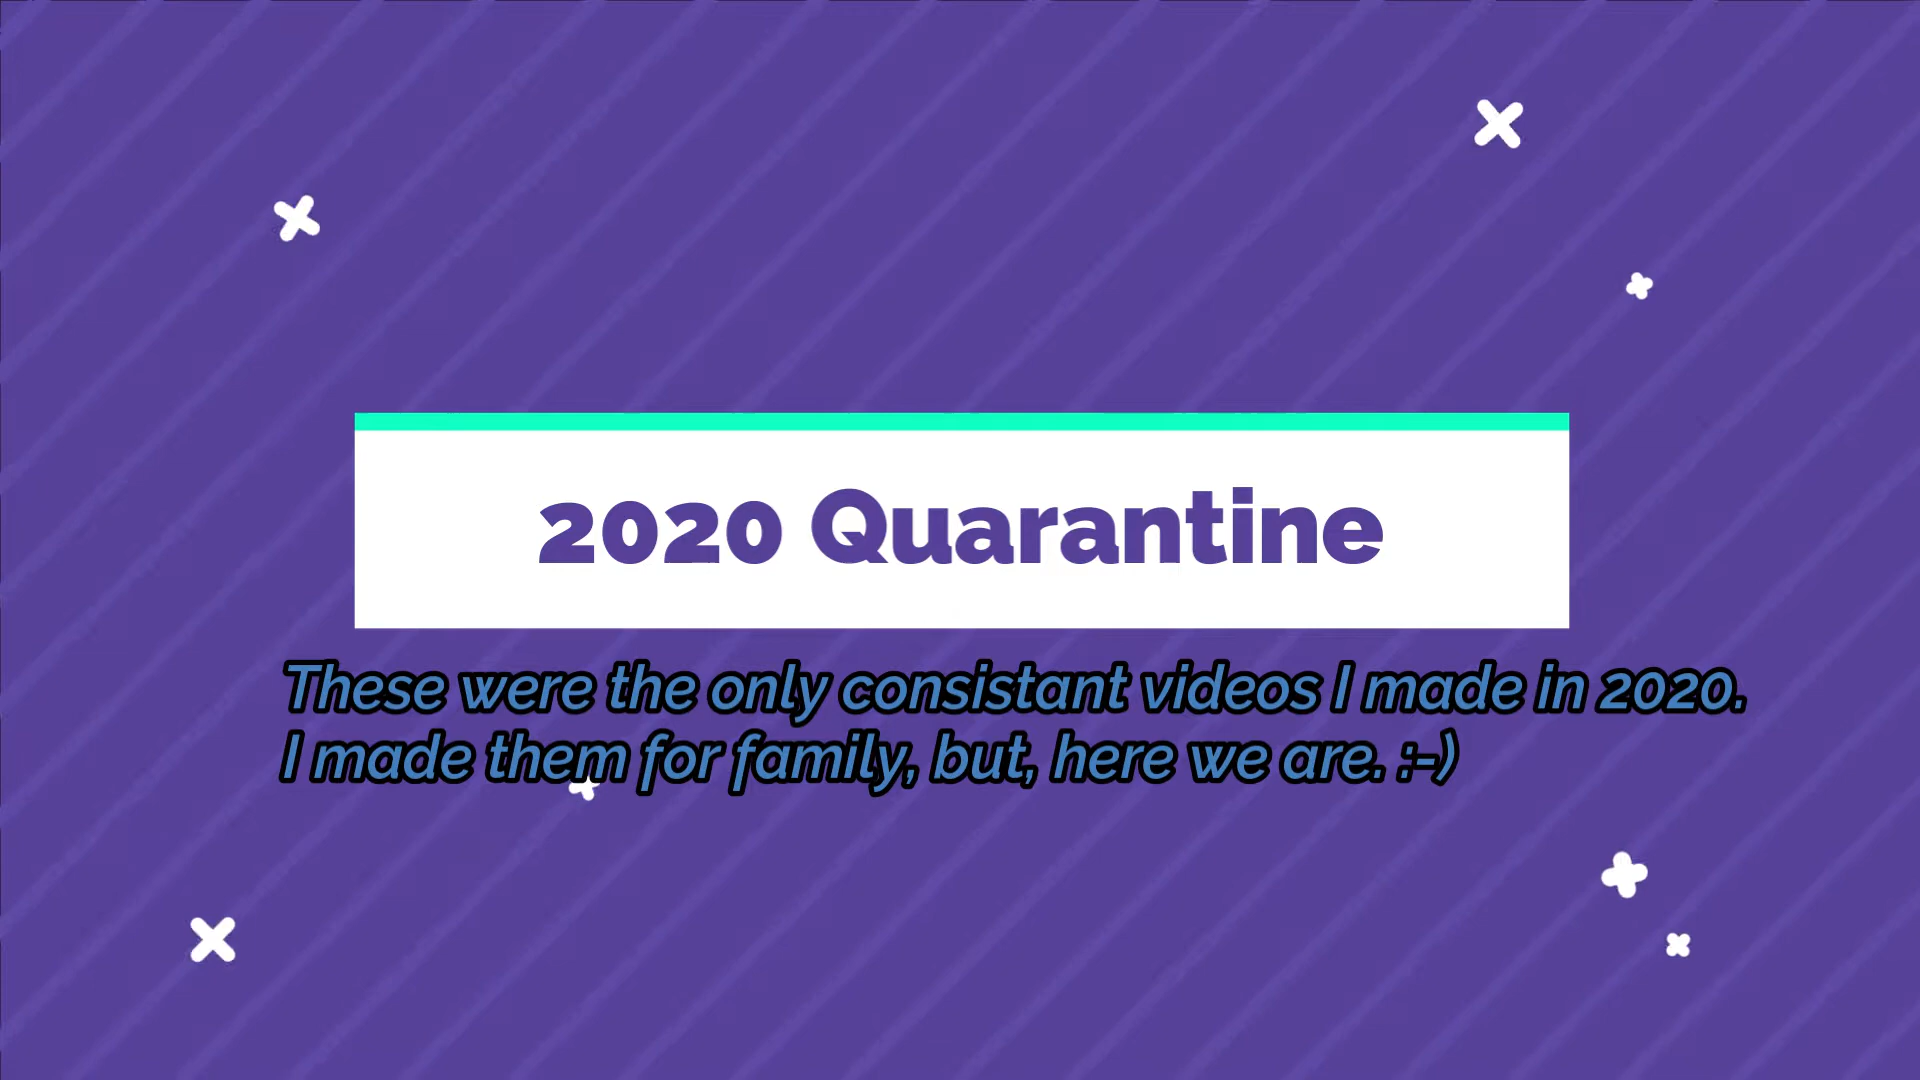 2020 Quarantine
These were the only consistant videos I made in 2020.
I made them for family, but, here we are. :-)